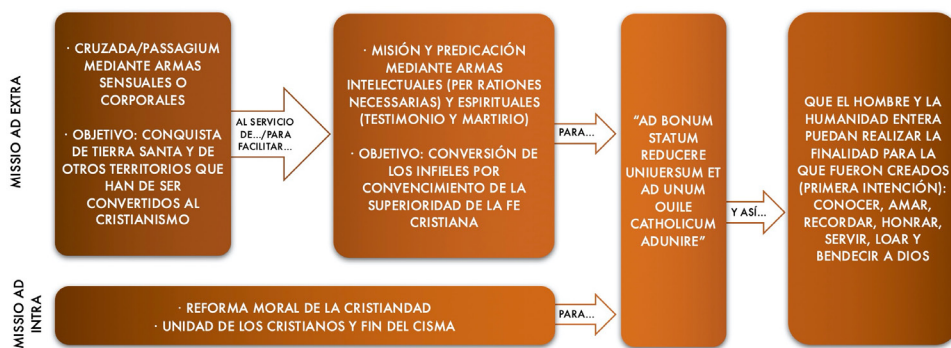 MISSIO AD EXTRA
· CRUZADA/PASSAGIUM
MEDIANTE ARMAS
SENSUALES O
CORPORALES
· OBJETIVO: CONQUISTA
DE TIERRA SANTA Y DE
OTROS TERRITORIOS QUE
HAN DE SER
CONVERTIDOS AL
CRISTIANISMO
AL SERVICIO
DE.../PARA
FACILITAR...
· MISIÓN Y PREDICACIÓN
MEDIANTE ARMAS
INTELECTUALES (PER RATIONES
NECESSARIAS) Y ESPIRITUALES
(TESTIMONIO Y MARTIRIO)
· OBJETIVO: CONVERSIÓN DE
LOS INFIELES POR
CONVENCIMIENTO DE LA
SUPERIORIDAD DE LA FE
CRISTIANA
PARA...
"AD BONUM
STATUM
REDUCERE
UNIUERSUM ET
AD UNUM
OUILE
CATHOLICUM
ADUNIRE"
Y ASÍ...
QUE EL HOMBRE Y LA
HUMANIDAD ENTERA
PUEDAN REALIZAR LA
FINALIDAD PARA LA
QUE FUERON CREADOS
(PRIMERA INTENCIÓN):
CONOCER, AMAR,
RECORDAR, HONRAR,
SERVIR, LOAR Y
BENDECIR A DIOS
MISSIO AD
INTRA
· REFORMA MORAL DE LA CRISTIANDAD
· UNIDAD DE LOS CRISTIANOS Y FIN DEL CISMA
PARA...